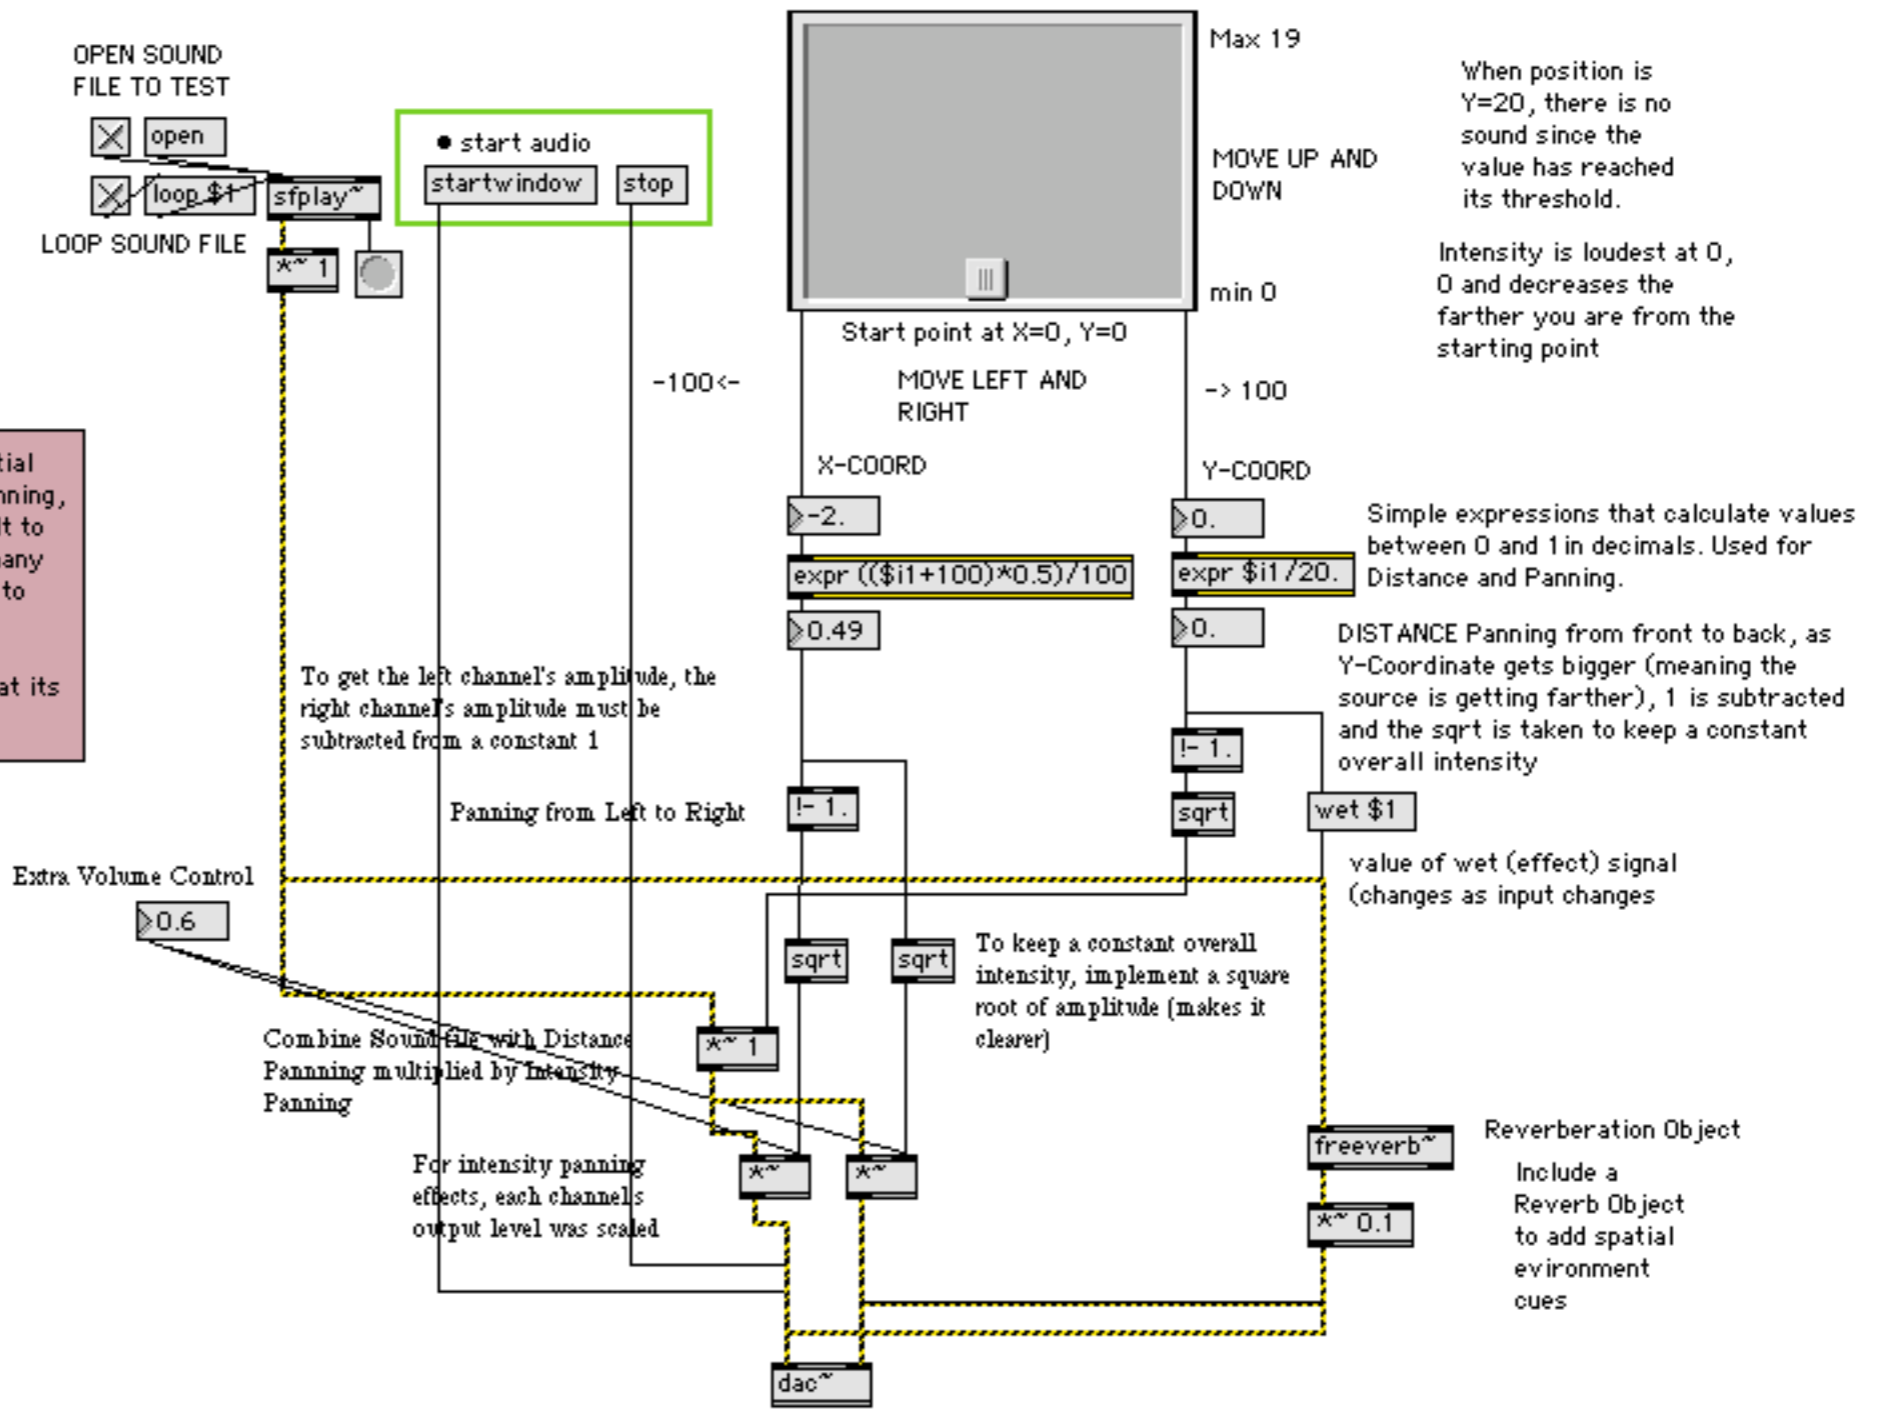 OPEN SOUND
FILE TO TEST
open
loop $1
sfplay~
LOOP SOUND FILE
*~ 1
● start audio
startwindow
stop
Max 19
MOVE UP AND
DOWN
min 0
Start point at X=0, Y=0
MOVE LEFT AND
RIGHT
-100<-
-> 100
When position is
Y=20, there is no
sound since the
value has reached
its threshold.
Intensity is loudest at 0,
0 and decreases the
farther you are from the
starting point
tial
nning,
lt to
any
to
at its
X-COORD
-2.
expr (($i1+100)*0.5)/100
0.49
Y-COORD
0.
expr $i1/20.
0.
Simple expressions that calculate values
between 0 and 1 in decimals. Used for
Distance and Panning.
DISTANCE Panning from front to back, as
Y-Coordinate gets bigger (meaning the
source is getting farther), 1 is subtracted
and the sqrt is taken to keep a constant
overall intensity
To get the left channel's amplitude, the
right channel's amplitude must be
subtracted from a constant 1
Panning from Left to Right
!- 1.
!- 1.
sqrt
wet $1
value of wet (effect) signal
(changes as input changes
Extra Volume Control
0.6
sqrt
sqrt
To keep a constant overall
intensity, implement a square
root of amplitude (makes it
clearer)
Combine Sound file with Distance
Pannning multiplied by Intensity
Panning
*~ 1
For intensity panning
effects, each channels
output level was scaled
*~
*~
freeverb~
Reverberation Object
Include a
Reverb Object
to add spatial
evironment
cues
*~ 0.1
dac~